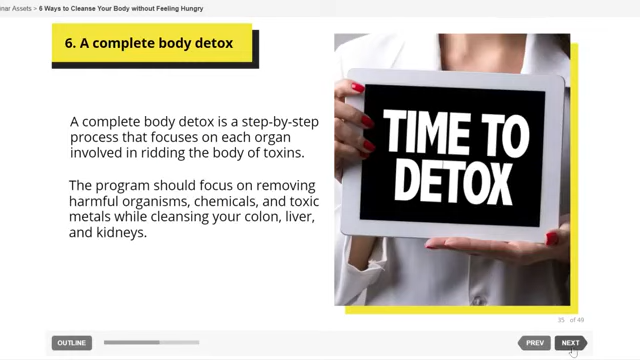 nar Assets > 6 Ways to Cleanse Your Body without Feeling Hungry
6. A complete body detox
A complete body detox is a step-by-step
process that focuses on each organ
involved in ridding the body of toxins.
The program should focus on removing
harmful organisms, chemicals, and toxic
metals while cleansing your colon, liver,
and kidneys.
TIME TO
DETOX
35 of 49
OUTLINE
PREV
NEXT